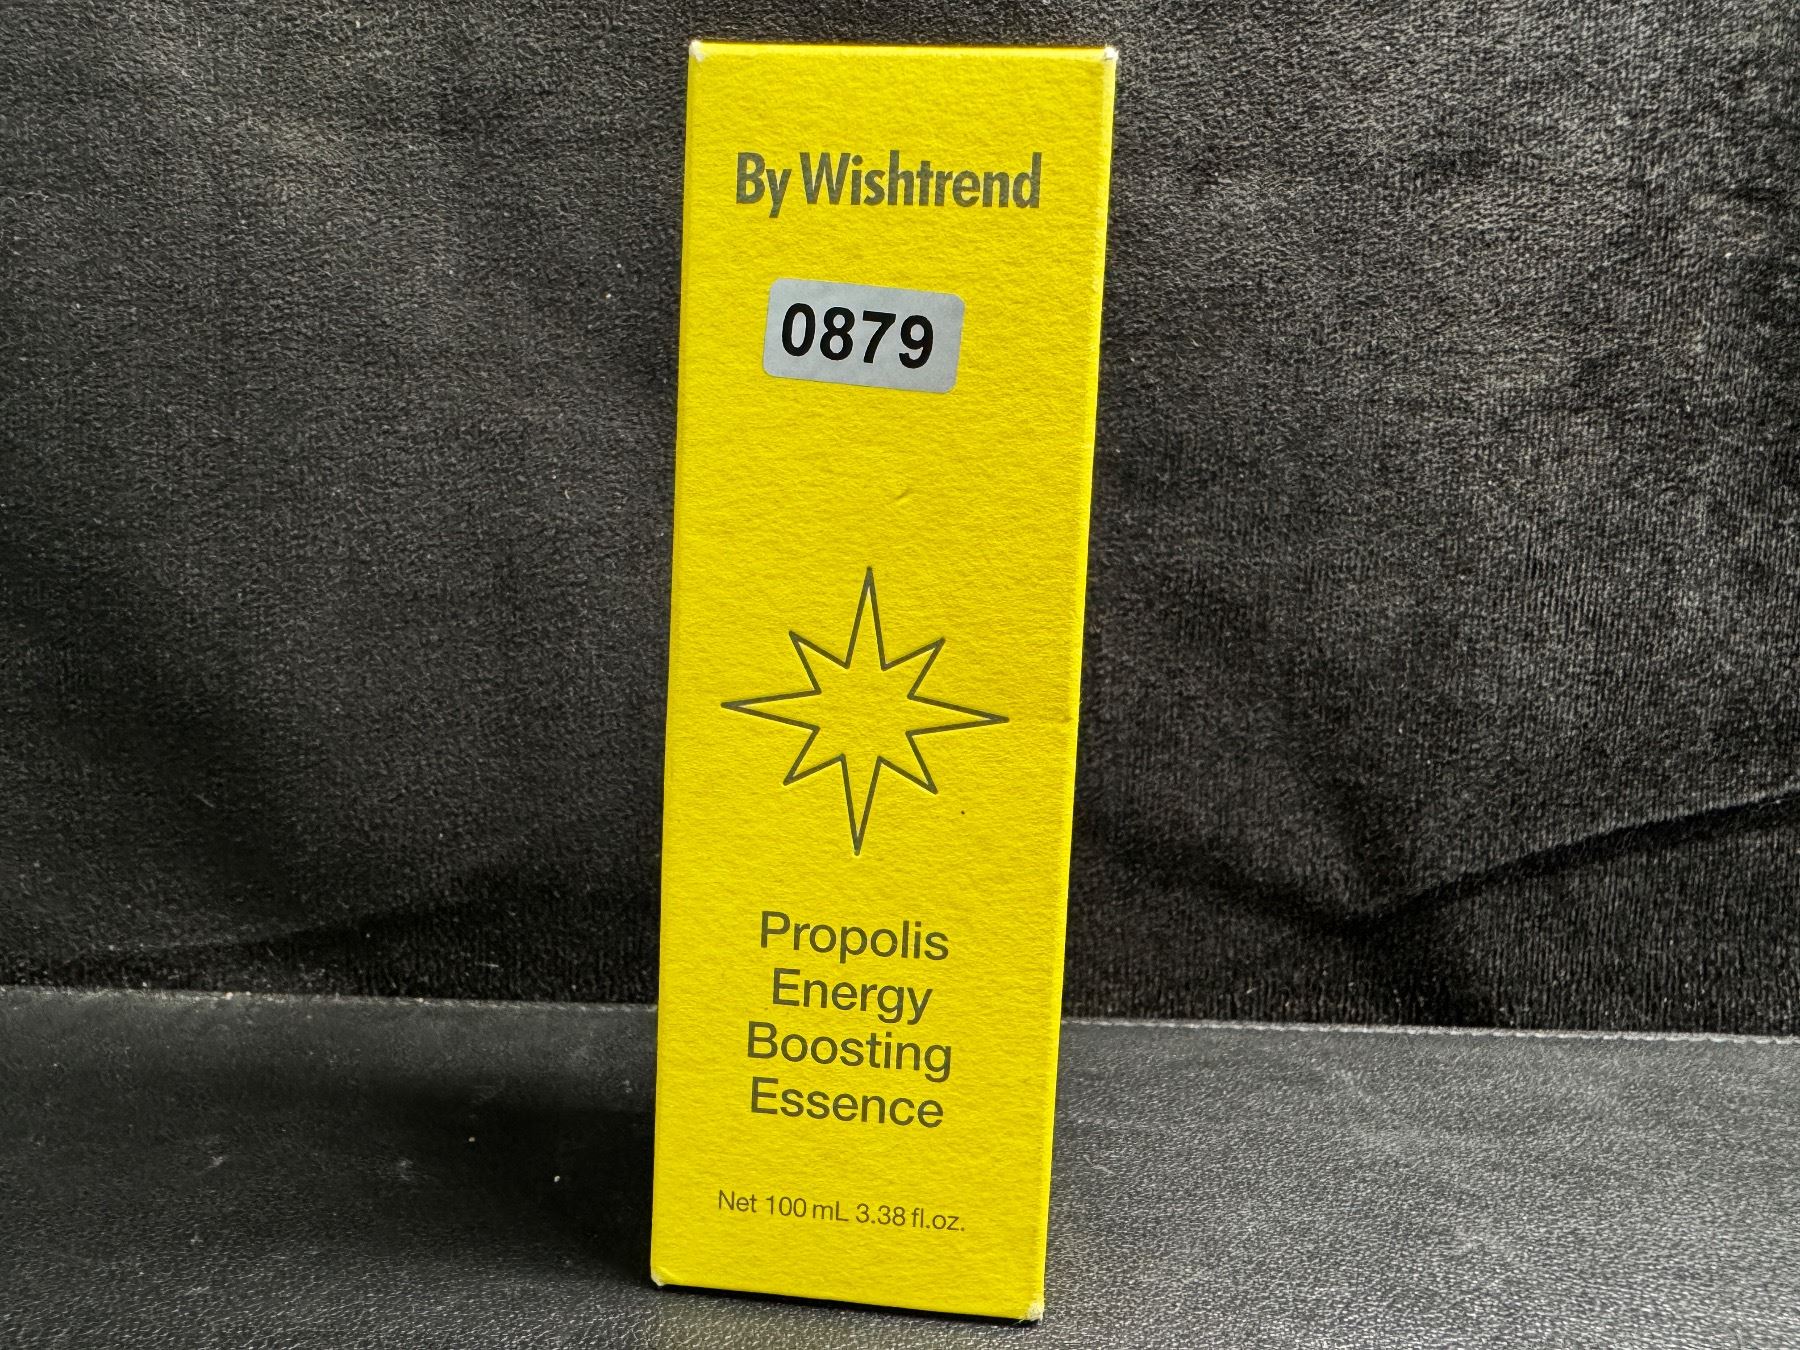 By Wishtrend
0879
Propolis
Energy
Boosting
Essence
Net 100 mL 3.38 fl.oz.